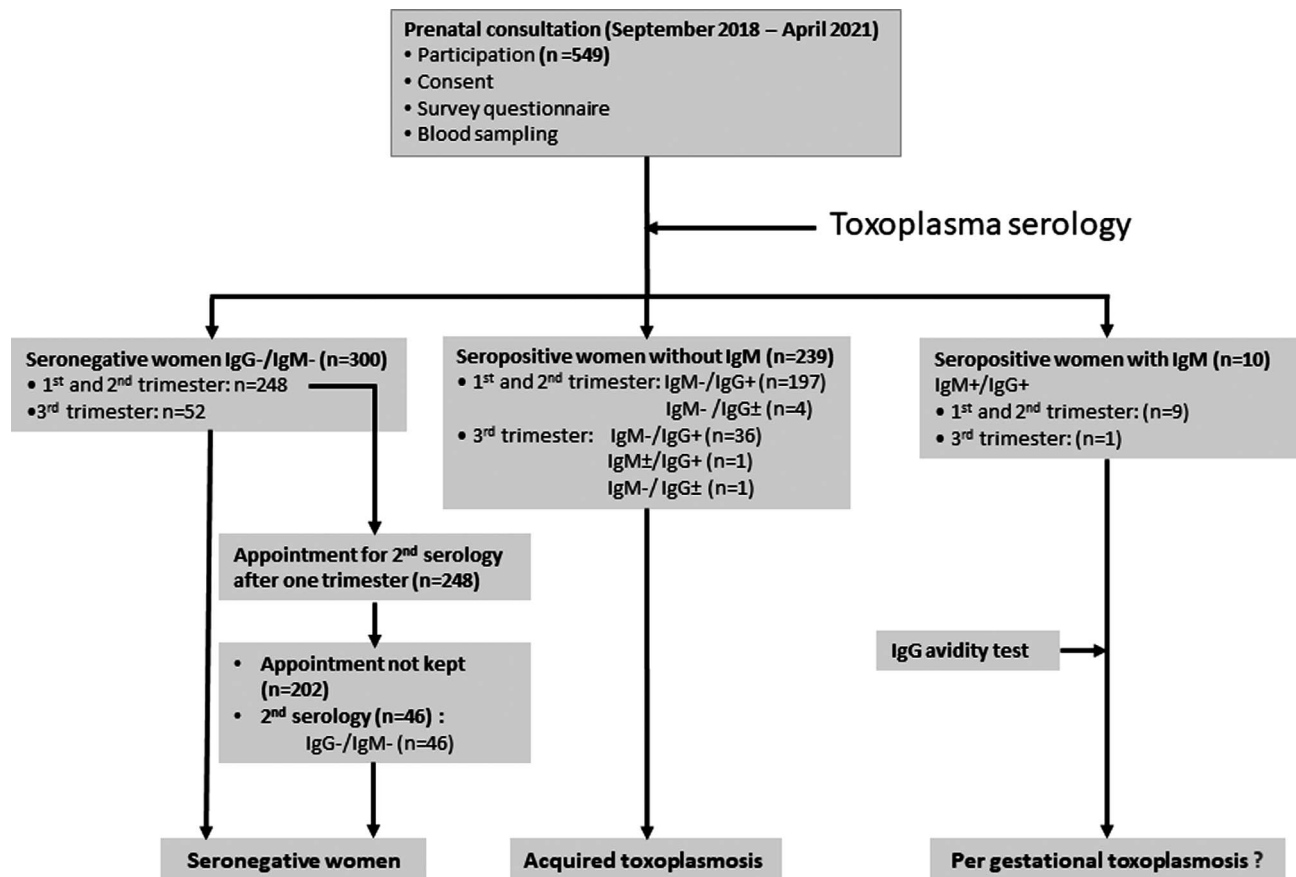 Prenatal consultation (September 2018 – April 2021)
• Participation (n =549)
• Consent
• Survey questionnaire
• Blood sampling
Toxoplasma serology
Seronegative women IgG-/IgM- (n=300)
• 1st and 2nd trimester: n=248
•3rd trimester: n=52
Seropositive women without IgM (n=239)
• 1st and 2nd trimester: IgM-/IgG+ (n=197)
IgM- /IgG± (n=4)
• 3rd trimester: IgM-/IgG+ (n=36)
IgM±/IgG+ (n=1)
IgM-/ IgG± (n=1)
Seropositive women with IgM (n=10)
IgM+/IgG+
• 1st and 2nd trimester: (n=9)
• 3rd trimester: (n=1)
Appointment for 2nd serology
after one trimester (n=248)
• Appointment not kept
(n=202)
• 2nd serology (n=46) :
IgG-/IgM- (n=46)
IgG avidity test
Seronegative women
Acquired toxoplasmosis
Per gestational toxoplasmosis ?